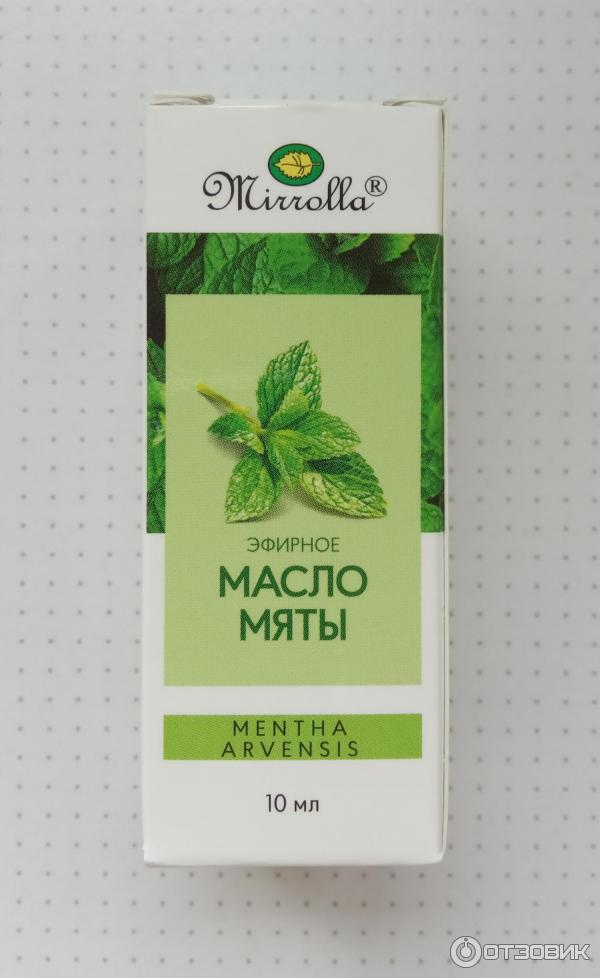 Mirrolla®
ЭФИРНОЕ
МАСЛО
МЯТЫ
MENTHA
ARVENSIS
10 мл
ОТЗОВИК